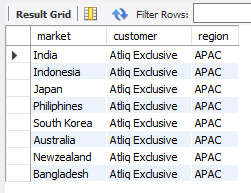 Result Grid Filter Rows:
market customer region
India Atliq Exclusive APAC
Indonesia Atliq Exclusive APAC
Japan Atliq Exclusive APAC
Philiphines Atliq Exclusive APAC
South Korea Atliq Exclusive APAC
Australia Atliq Exclusive APAC
Newzealand Atliq Exclusive APAC
Bangladesh Atliq Exclusive APAC